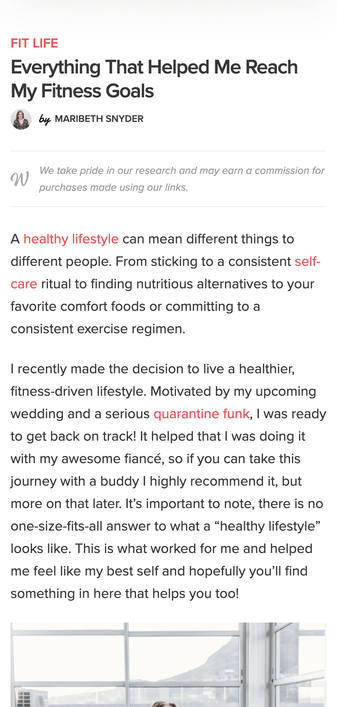 FIT LIFE
Everything That Helped Me Reach
My Fitness Goals
by MARIBETH SNYDER
W
We take pride in our research and may earn a commission for
purchases made using our links.
A healthy lifestyle can mean different things to
different people. From sticking to a consistent self-
care ritual to finding nutritious alternatives to your
favorite comfort foods or committing to a
consistent exercise regimen.
I recently made the decision to live a healthier,
fitness-driven lifestyle. Motivated by my upcoming
wedding and a serious quarantine funk, I was ready
to get back on track! It helped that I was doing it
with my awesome fiancé, so if you can take this
journey with a buddy I highly recommend it, but
more on that later. It’s important to note, there is no
one-size-fits-all answer to what a “healthy lifestyle”
looks like. This is what worked for me and helped
me feel like my best self and hopefully you’ll find
something in here that helps you too!